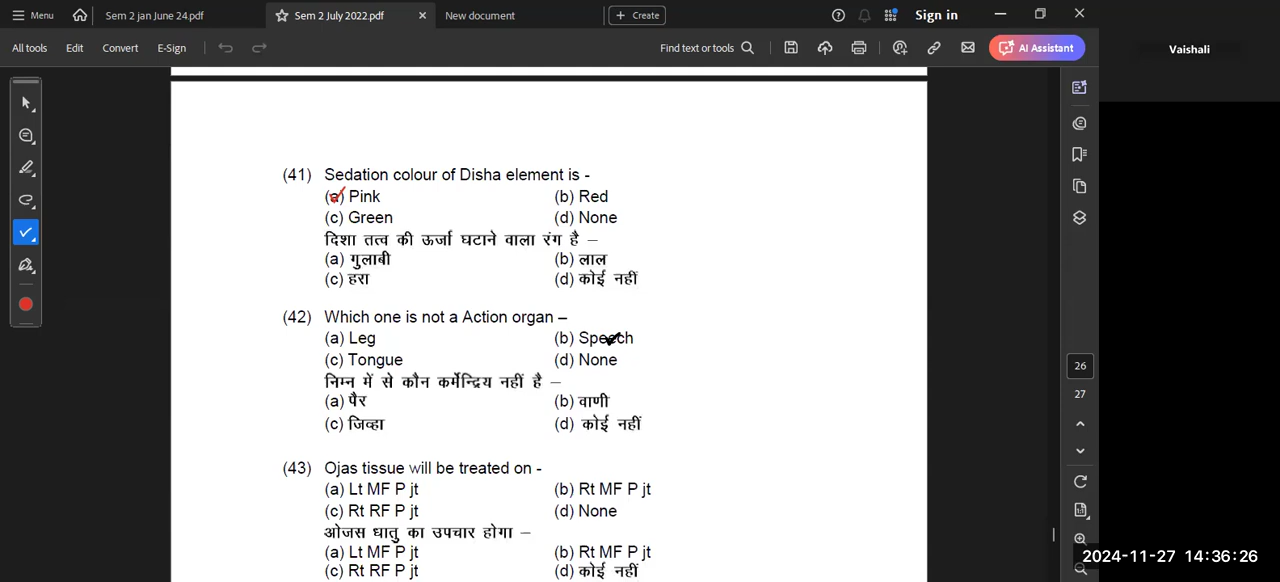 Menu Sem 2 jan June 24.pdf Sem 2 July 2022.pdf New document Create Sign in
All tools Edit Convert E-Sign Find text or tools AI Assistant
Vaishali
(41) Sedation colour of Disha element is -
(a) Pink (b) Red
(c) Green (d) None
दिशा तत्व की ऊर्जा घटाने वाला रंग है –
(a) गुलाबी (b) लाल
(c) हरा (d) कोई नहीं
(42) Which one is not a Action organ –
(a) Leg (b) Speech
(c) Tongue (d) None
निम्न में से कौन कर्मेन्द्रिय नहीं है –
(a) पैर (b) वाणी
(c) जिव्हा (d) कोई नहीं
(43) Ojas tissue will be treated on -
(a) Lt MF P jt (b) Rt MF P jt
(c) Rt RF P jt (d) None
ओजस धातु का उपचार होगा –
(a) Lt MF P jt (b) Rt MF P jt
(c) Rt RF P jt (d) कोई नहीं
26
27
2024-11-27 14:36:26